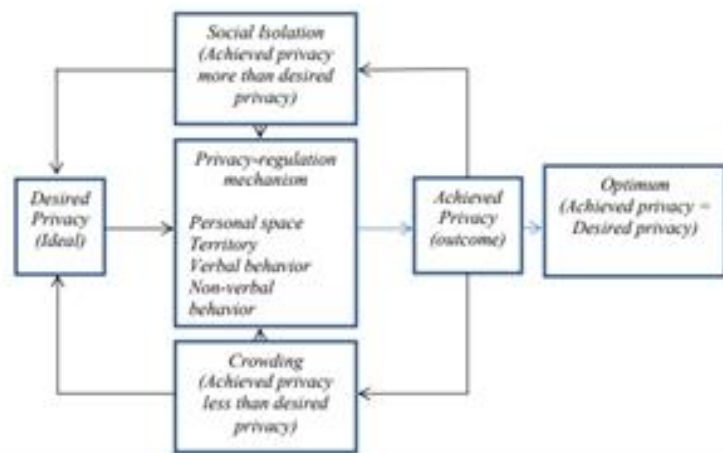 Social Isolation
(Achieved privacy
more than desired
privacy)
Desired
Privacy
(Ideal)
Privacy-regulation
mechanism
Personal space
Territory
Verbal behavior
Non-verbal
behavior
Achieved
Privacy
(outcome)
Optimum
(Achieved privacy =
Desired privacy)
Crowding
(Achieved privacy
less than desired
privacy)